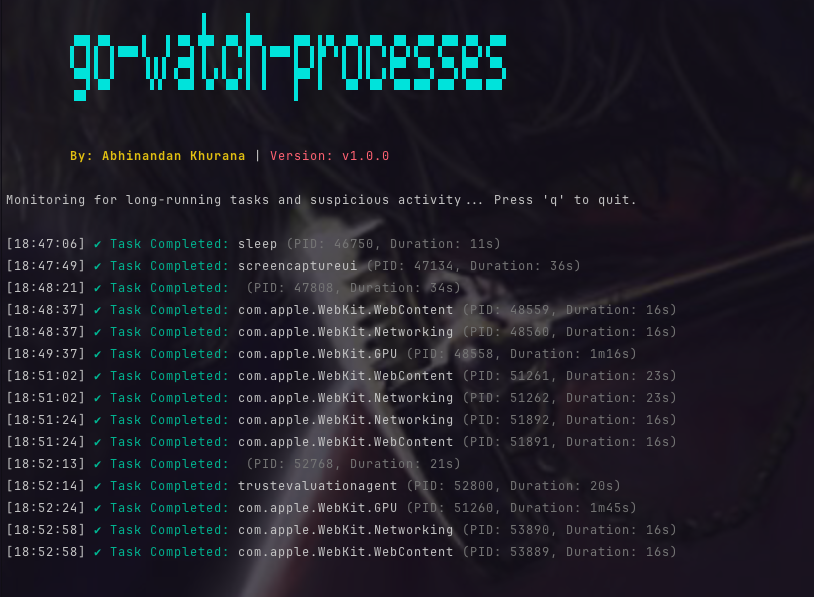 go-watch-processes
By: Abhinandan Khurana | Version: v1.0.0
Monitoring for long-running tasks and suspicious activity... Press 'q' to quit.
[18:47:06] ✔ Task Completed: sleep (PID: 46750, Duration: 11s)
[18:47:49] ✔ Task Completed: screencaptureui (PID: 47134, Duration: 36s)
[18:48:21] ✔ Task Completed:  (PID: 47808, Duration: 34s)
[18:48:37] ✔ Task Completed: com.apple.WebKit.WebContent (PID: 48559, Duration: 16s)
[18:48:37] ✔ Task Completed: com.apple.WebKit.Networking (PID: 48560, Duration: 16s)
[18:49:37] ✔ Task Completed: com.apple.WebKit.GPU (PID: 48558, Duration: 1m16s)
[18:51:02] ✔ Task Completed: com.apple.WebKit.WebContent (PID: 51261, Duration: 23s)
[18:51:02] ✔ Task Completed: com.apple.WebKit.Networking (PID: 51262, Duration: 23s)
[18:51:24] ✔ Task Completed: com.apple.WebKit.Networking (PID: 51892, Duration: 16s)
[18:51:24] ✔ Task Completed: com.apple.WebKit.WebContent (PID: 51891, Duration: 16s)
[18:52:13] ✔ Task Completed:  (PID: 52768, Duration: 21s)
[18:52:14] ✔ Task Completed: trustevaluationagent (PID: 52800, Duration: 20s)
[18:52:24] ✔ Task Completed: com.apple.WebKit.GPU (PID: 51260, Duration: 1m45s)
[18:52:58] ✔ Task Completed: com.apple.WebKit.Networking (PID: 53890, Duration: 16s)
[18:52:58] ✔ Task Completed: com.apple.WebKit.WebContent (PID: 53889, Duration: 16s)